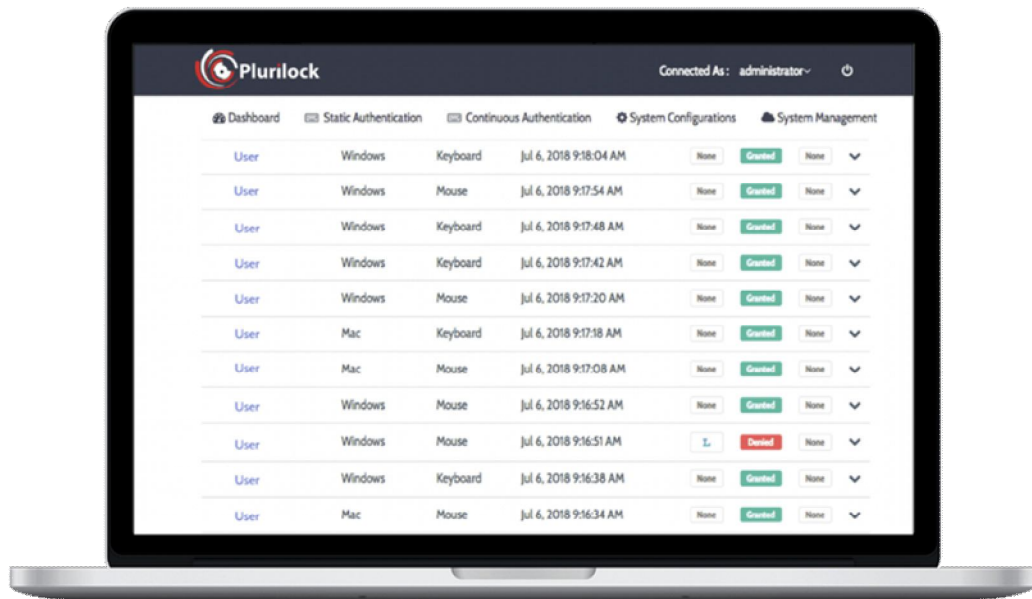 Plurilock Connected As: administrator
Dashboard Static Authentication Continuous Authentication System Configurations System Management
User Windows Keyboard Jul 6, 2018 9:18:04 AM None Granted None
User Windows Mouse Jul 6, 2018 9:17:54 AM None Granted None
User Windows Keyboard Jul 6, 2018 9:17:48 AM None Granted None
User Windows Keyboard Jul 6, 2018 9:17:42 AM None Granted None
User Windows Mouse Jul 6, 2018 9:17:20 AM None Granted None
User Mac Keyboard Jul 6, 2018 9:17:18 AM None Granted None
User Mac Mouse Jul 6, 2018 9:17:08 AM None Granted None
User Windows Mouse Jul 6, 2018 9:16:52 AM None Granted None
User Windows Mouse Jul 6, 2018 9:16:51 AM Denied None
User Windows Keyboard Jul 6, 2018 9:16:38 AM None Granted None
User Mac Mouse Jul 6, 2018 9:16:34 AM None Granted None